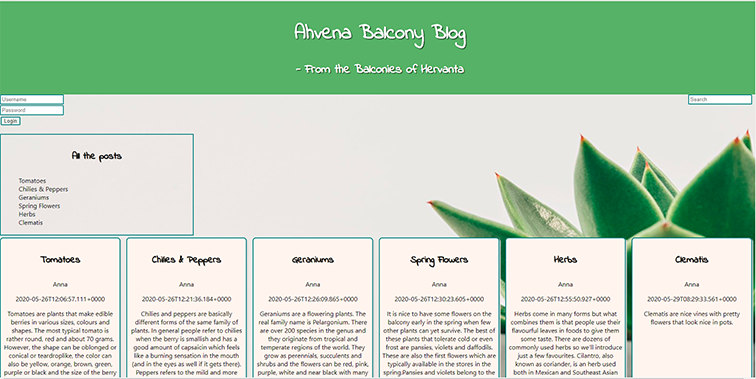 Ahvena Balcony Blog
- From the Balconies of Hervanta
Username
Password
Login
Search
All the posts
Tomatoes
Chilies & Peppers
Geraniums
Spring Flowers
Herbs
Clematis
Tomatoes
Anna
2020-05-26T12:06:57.111+0000
Tomatoes are plants that make edible
berries in various sizes, colours and
shapes. The most typical tomato is
rather round, red and about 70 grams.
However, the shape can be oblonged or
conical or teardroplike, the color can
also be yellow, orange, brown, green,
purple or black and the size of the berry
Chilies & Peppers
Anna
2020-05-26T12:21:36.184+0000
Chilies and peppers are basically
different forms of the same family of
plants. In general people refer to chilies
when the berry is smallish and has a
good amount of capsaicin which feels
like a burning sensation in the mouth
(and in the eyes as well if it gets there).
Peppers refers to the mild and more
Geraniums
Anna
2020-05-26T12:26:09.865+0000
Geraniums are a flowering plants. The
real family name is Pelargonium. There
are over 200 species in the genus and
they originate from tropical and
temperate regions of the world. They
grow as perennials, succulents and
shrubs and the flowers can be red, pink,
purple, white and near black with many
Spring Flowers
Anna
2020-05-26T12:30:23.605+0000
It is nice to have some flowers on the
balcony early in the spring when few
other plants can yet survive. The best of
these plants that tolerate cold or even
frost are pansies, violets and daffodils.
These are also the first flowers which are
typically available in the stores in the
spring.Pansies and violets belong to the
Herbs
Anna
2020-05-26T12:55:50.927+0000
Herbs come in many forms but what
combines them is that people use their
flavourful leaves in foods to give them
some taste. There are dozens of
commonly used herbs so we'll introduce
just a few favourites. Cilantro, also
known as coriander, is an herb used
both in Mexican and Southeast Asian
Clematis
Anna
2020-05-29T08:29:33.561+0000
Clematis are nice vines with pretty
flowers that look nice in pots.